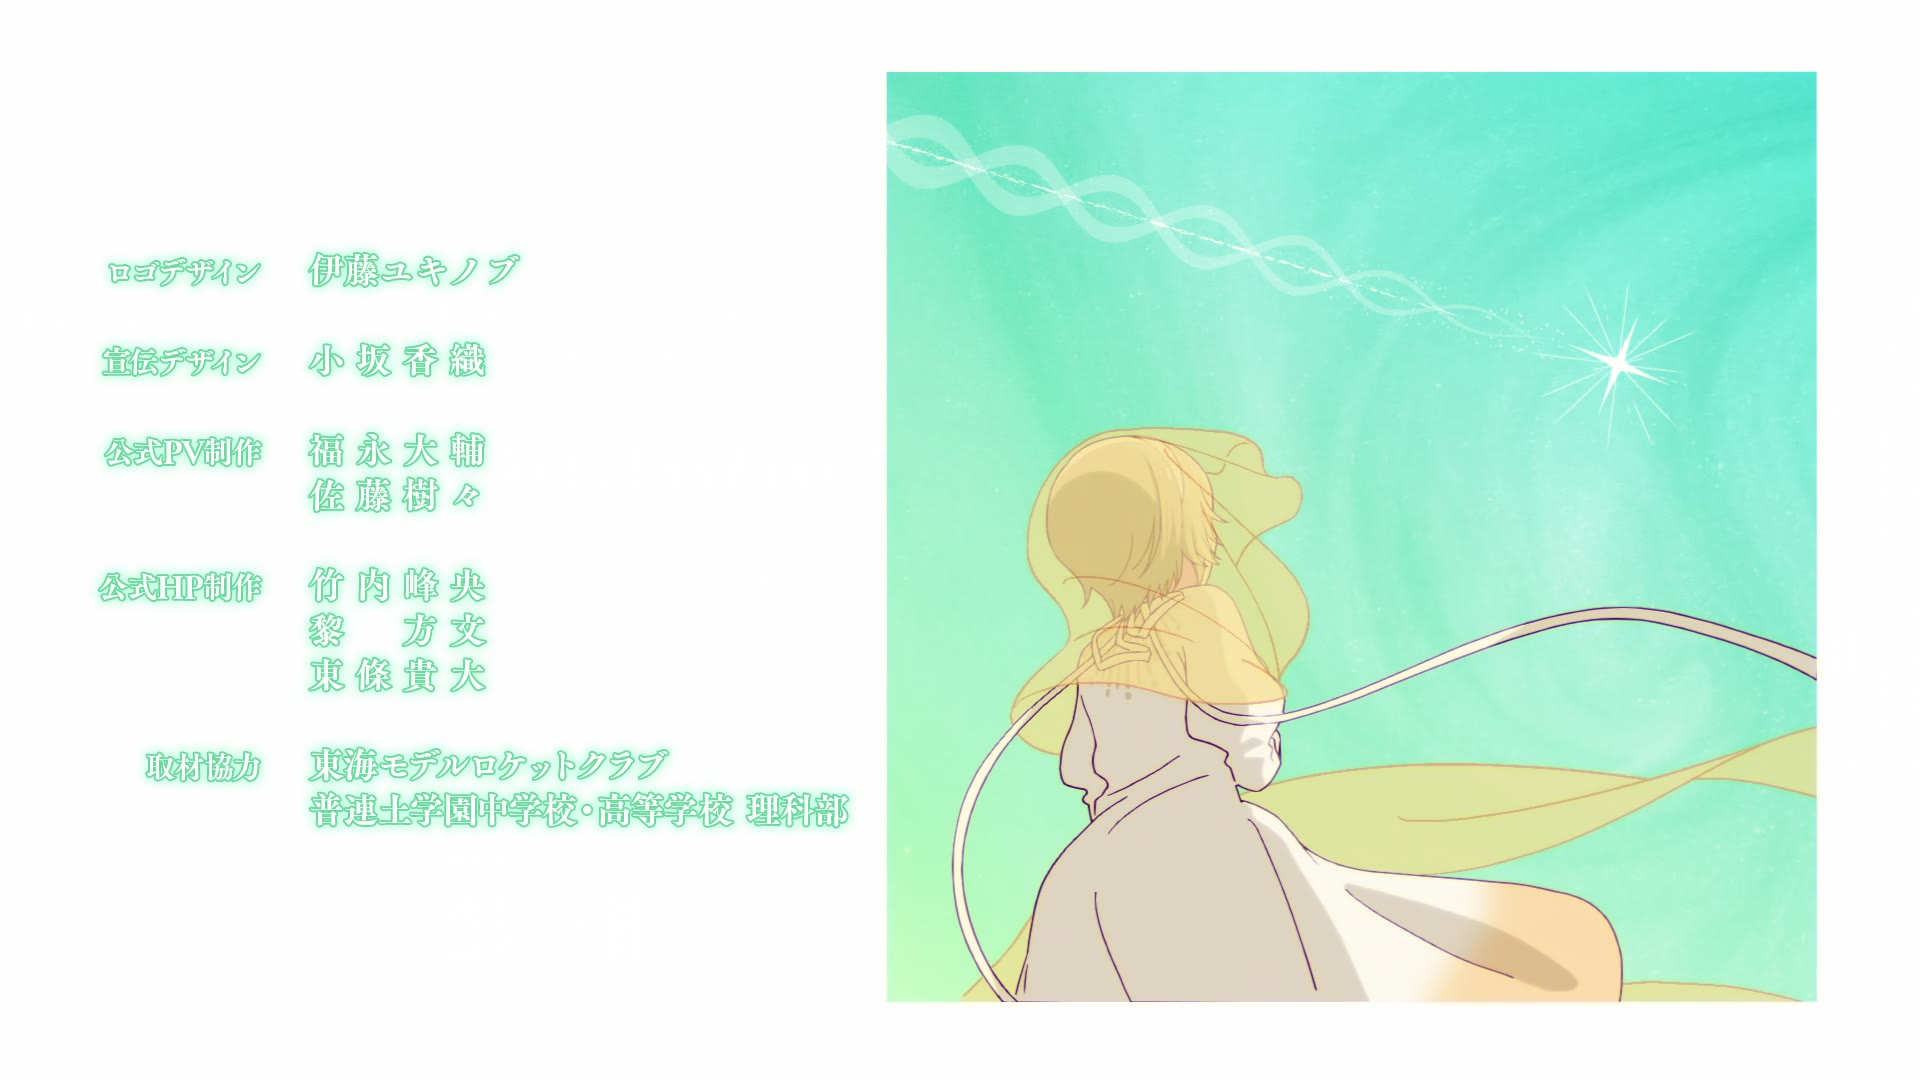 ロゴデザイン 伊藤ユキノブ
宣伝デザイン 小坂香織
公式PV制作 福永大輔
佐藤樹々
公式HP制作 竹内峰央
黎 方文
東條貴大
取材協力 東海モデルロケットクラブ
普連土学園中学校・高等学校 理科部